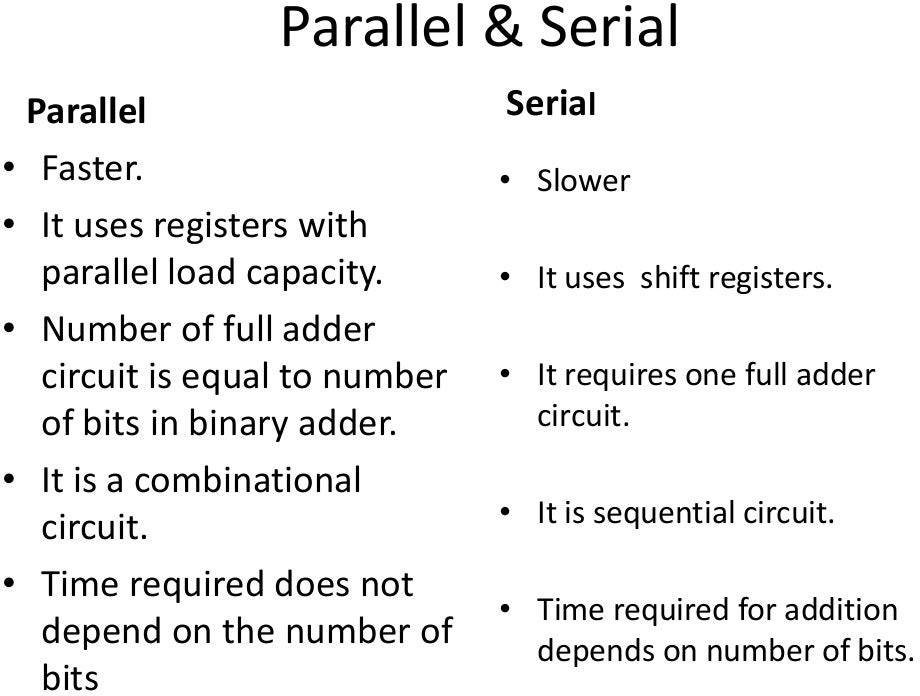 Parallel & Serial
Parallel
• Faster.
• It uses registers with
parallel load capacity.
• Number of full adder
circuit is equal to number
of bits in binary adder.
• It is a combinational
circuit.
• Time required does not
depend on the number of
bits
Serial
• Slower
• It uses  shift registers.
• It requires one full adder
circuit.
• It is sequential circuit.
• Time required for addition
depends on number of bits.